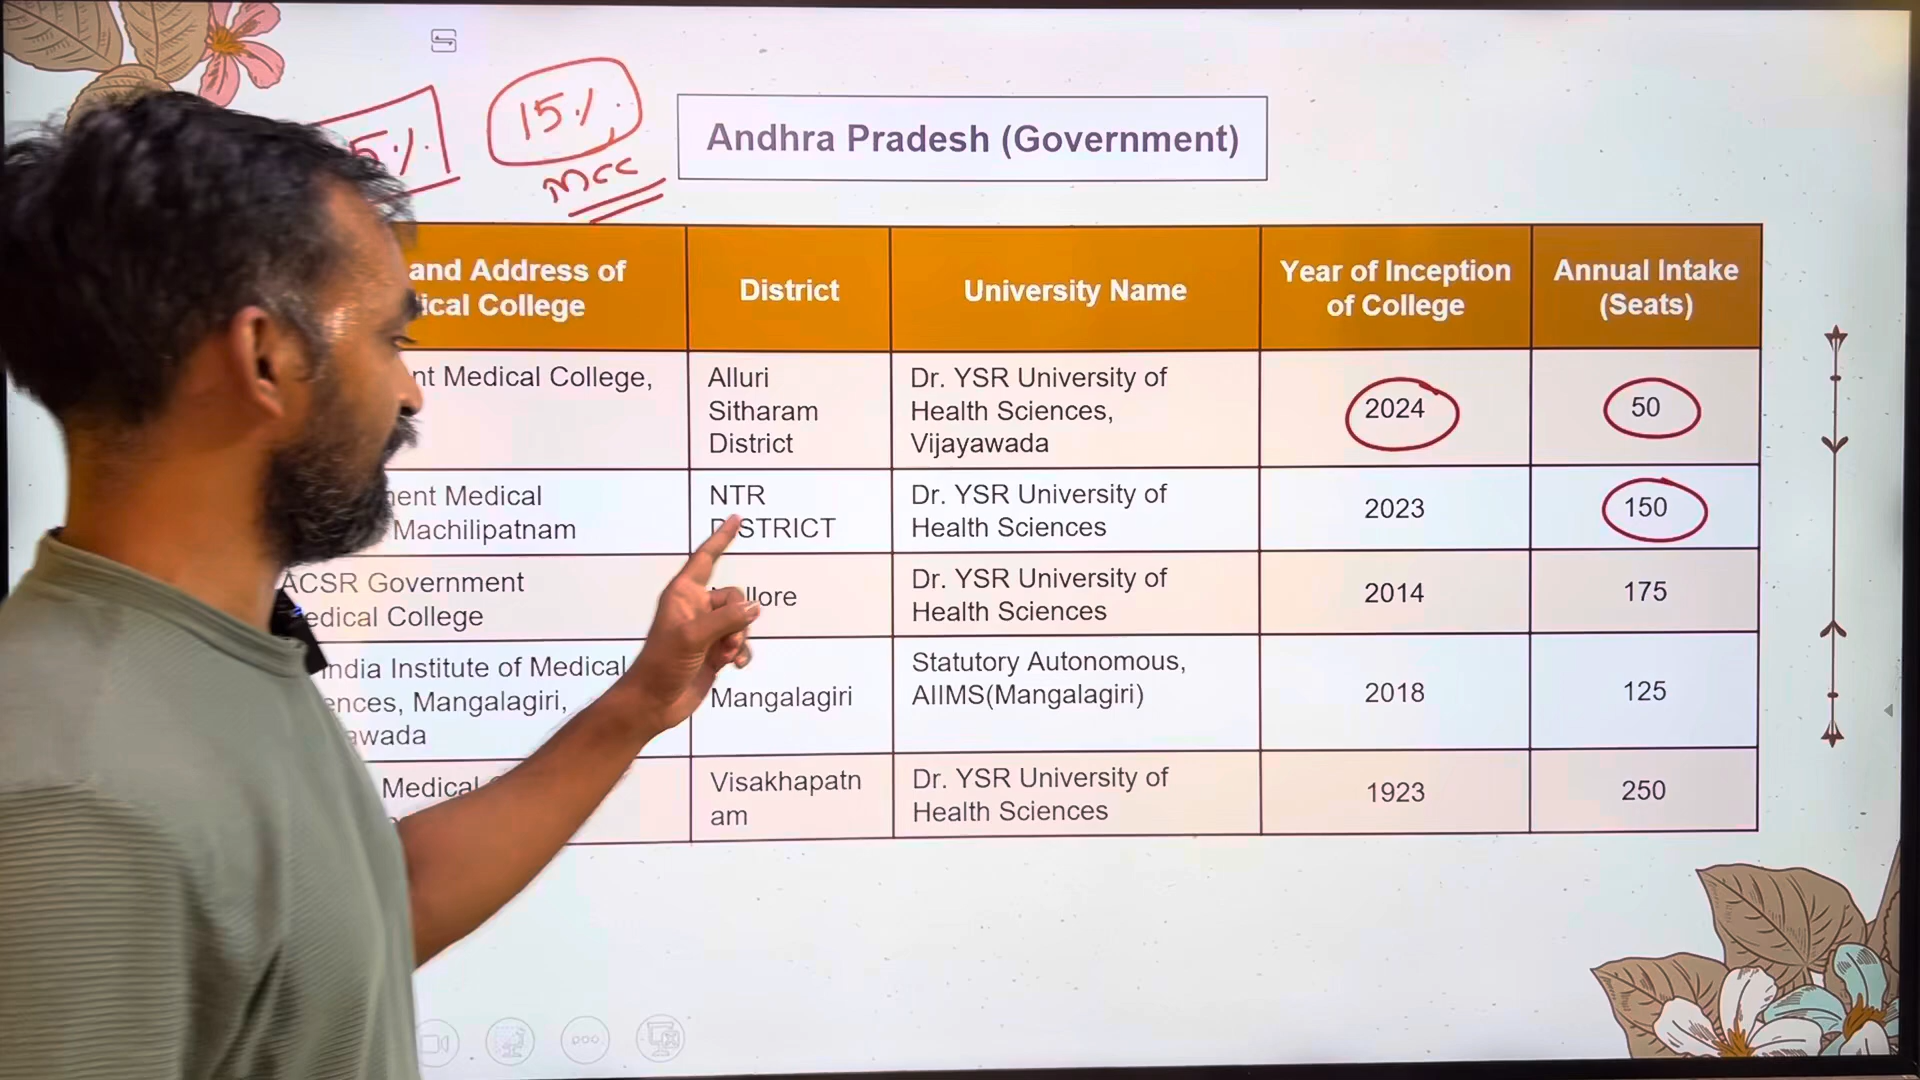 15%
MCC
Andhra Pradesh (Government)
and Address of
ical College
District
University Name
Year of Inception
of College
Annual Intake
(Seats)
nt Medical College,
Alluri
Sitharam
District
Dr. YSR University of
Health Sciences,
Vijayawada
2024
50
ent Medical
Machilipatnam
NTR
DISTRICT
Dr. YSR University of
Health Sciences
2023
150
ACSR Government
edical College
llore
Dr. YSR University of
Health Sciences
2014
175
India Institute of Medical
ences, Mangalagiri,
awada
Mangalagiri
Statutory Autonomous,
AIIMS(Mangalagiri)
2018
125
Medical
Visakhapatn
am
Dr. YSR University of
Health Sciences
1923
250